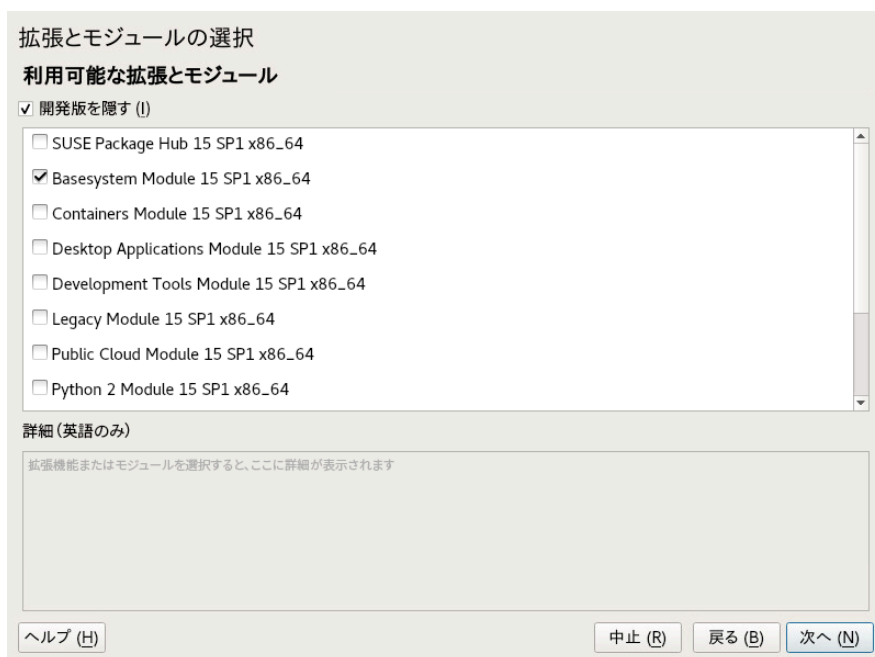 拡張とモジュールの選択
利用可能な拡張とモジュール
開発版を隠す (I)
SUSE Package Hub 15 SP1 x86_64
Basesystem Module 15 SP1 x86_64
Containers Module 15 SP1 x86_64
Desktop Applications Module 15 SP1 x86_64
Development Tools Module 15 SP1 x86_64
Legacy Module 15 SP1 x86_64
Public Cloud Module 15 SP1 x86_64
Python 2 Module 15 SP1 x86_64
詳細(英語のみ)
拡張機能またはモジュールを選択すると、ここに詳細が表示されます
ヘルプ (H) 中止 (R) 戻る (B) 次へ (N)